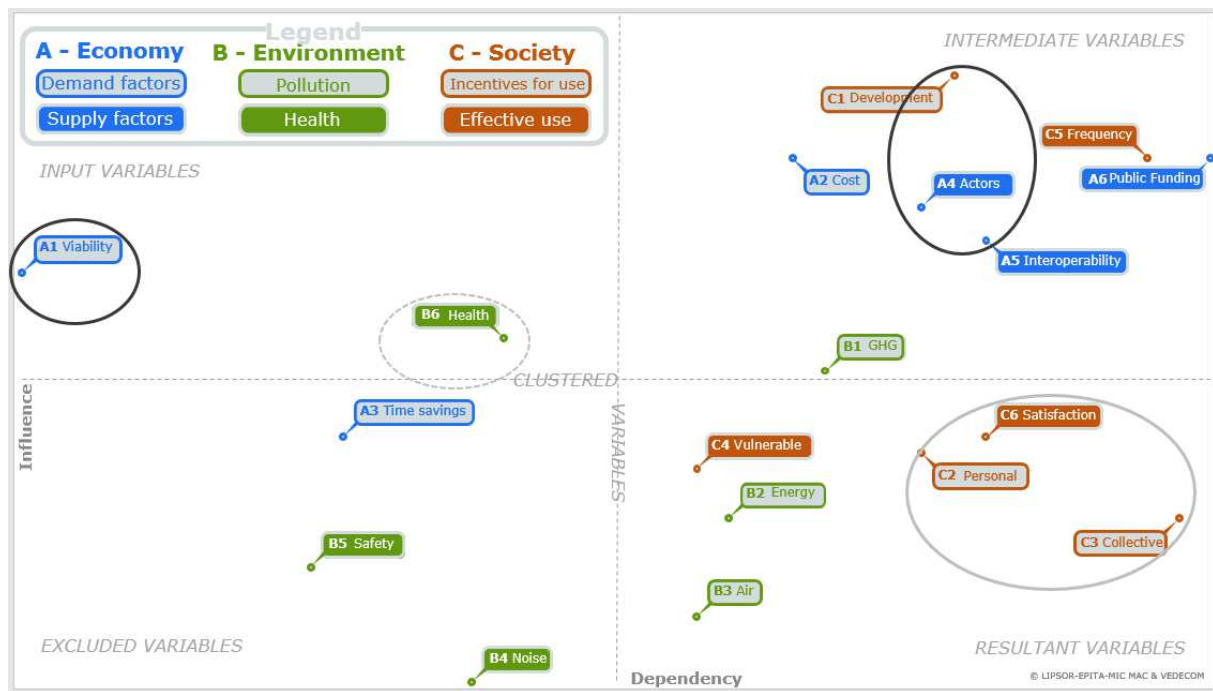 Legend
A - Economy
B - Environment
C - Society
Demand factors
Pollution
Incentives for use
Supply factors
Health
Effective use
INTERMEDIATE VARIABLES
INPUT VARIABLES
C1 Development
C5 Frequency
A2 Cost
A4 Actors
A6 Public Funding
A1 Viability
A5 Interoperability
B6 Health
B1 GHG
CLUSTERED
VARIABLES
Influence
A3 Time savings
C6 Satisfaction
C4 Vulnerable
C2 Personal
B2 Energy
C3 Collective
B5 Safety
B3 Air
EXCLUDED VARIABLES
RESULTANT VARIABLES
B4 Noise
Dependency
© LIPSOR-EPITA-MIC MAC & VEDECOM